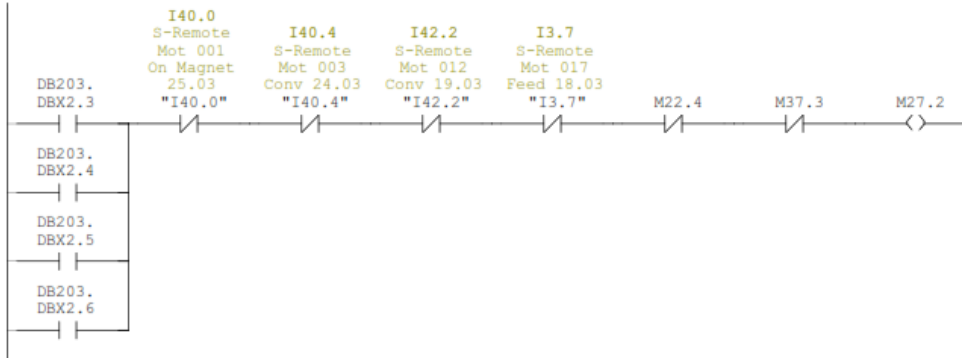 I40.0
S-Remote
Mot 001
On Magnet
25.03
"I40.0"
I40.4
S-Remote
Mot 003
Conv 24.03
"I40.4"
I42.2
S-Remote
Mot 012
Conv 19.03
"I42.2"
I3.7
S-Remote
Mot 017
Feed 18.03
"I3.7"
DB203.
DBX2.3
M22.4
M37.3
M27.2
DB203.
DBX2.4
DB203.
DBX2.5
DB203.
DBX2.6